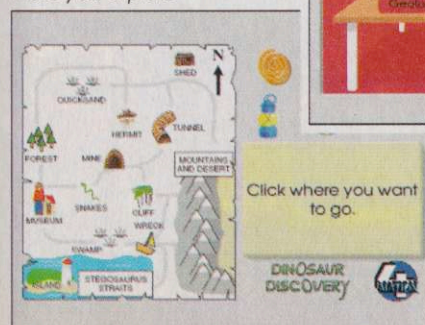 N
SHED
QUICKSAND
HERMIT
TUNNEL
FOREST
MINE
MOUNTAINS
AND DESERT
MUSEUM
SNAKES
CLIFF
WRECK
SWAMP
ISLAND
STEGOSAURUS
STRAITS
Click where you want
to go.
DINOSAUR
DISCOVERY